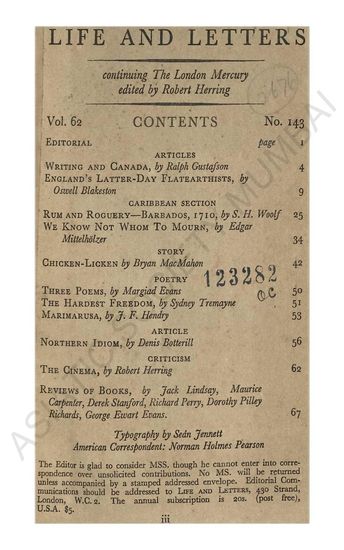 LIFE AND LETTERS
continuing The London Mercury
edited by Robert Herring
Vol. 62 CONTENTS No. 143
EDITORIAL page 1
ARTICLES
WRITING AND CANADA, by Ralph Gustafson 4
ENGLAND'S LATTER-DAY FLATEARTHISTS, by
Oswell Blakeston 9
CARIBBEAN SECTION
RUM AND ROGUERY—BARBADOS, 1710, by S. H. Woolf 25
WE KNOW NOT WHOM TO MOURN, by Edgar
Mittelhölzer 34
STORY
CHICKEN-LICKEN by Bryan MacMahon 42
POETRY
123282
THREE POEMS, by Margiad Evans 50
THE HARDEST FREEDOM, by Sydney Tremayne 51
MARIMARUSA, by J. F. Hendry 53
ARTICLE
NORTHERN IDIOM, by Denis Botterill 56
CRITICISM
THE CINEMA, by Robert Herring 62
REVIEWS OF BOOKS, by Jack Lindsay, Maurice
Carpenter, Derek Stanford, Richard Perry, Dorothy Pilley
Richards, George Ewart Evans. 67
Typography by Seán Jennett
American Correspondent: Norman Holmes Pearson
The Editor is glad to consider MSS. though he cannot enter into corre-
spondence over unsolicited contributions. No MS. will be returned
unless accompanied by a stamped addressed envelope. Editorial Com-
munications should be addressed to LIFE AND LETTERS, 430 Strand,
London, W.C. 2. The annual subscription is 20s. (post free),
U.S.A. $5.
iii